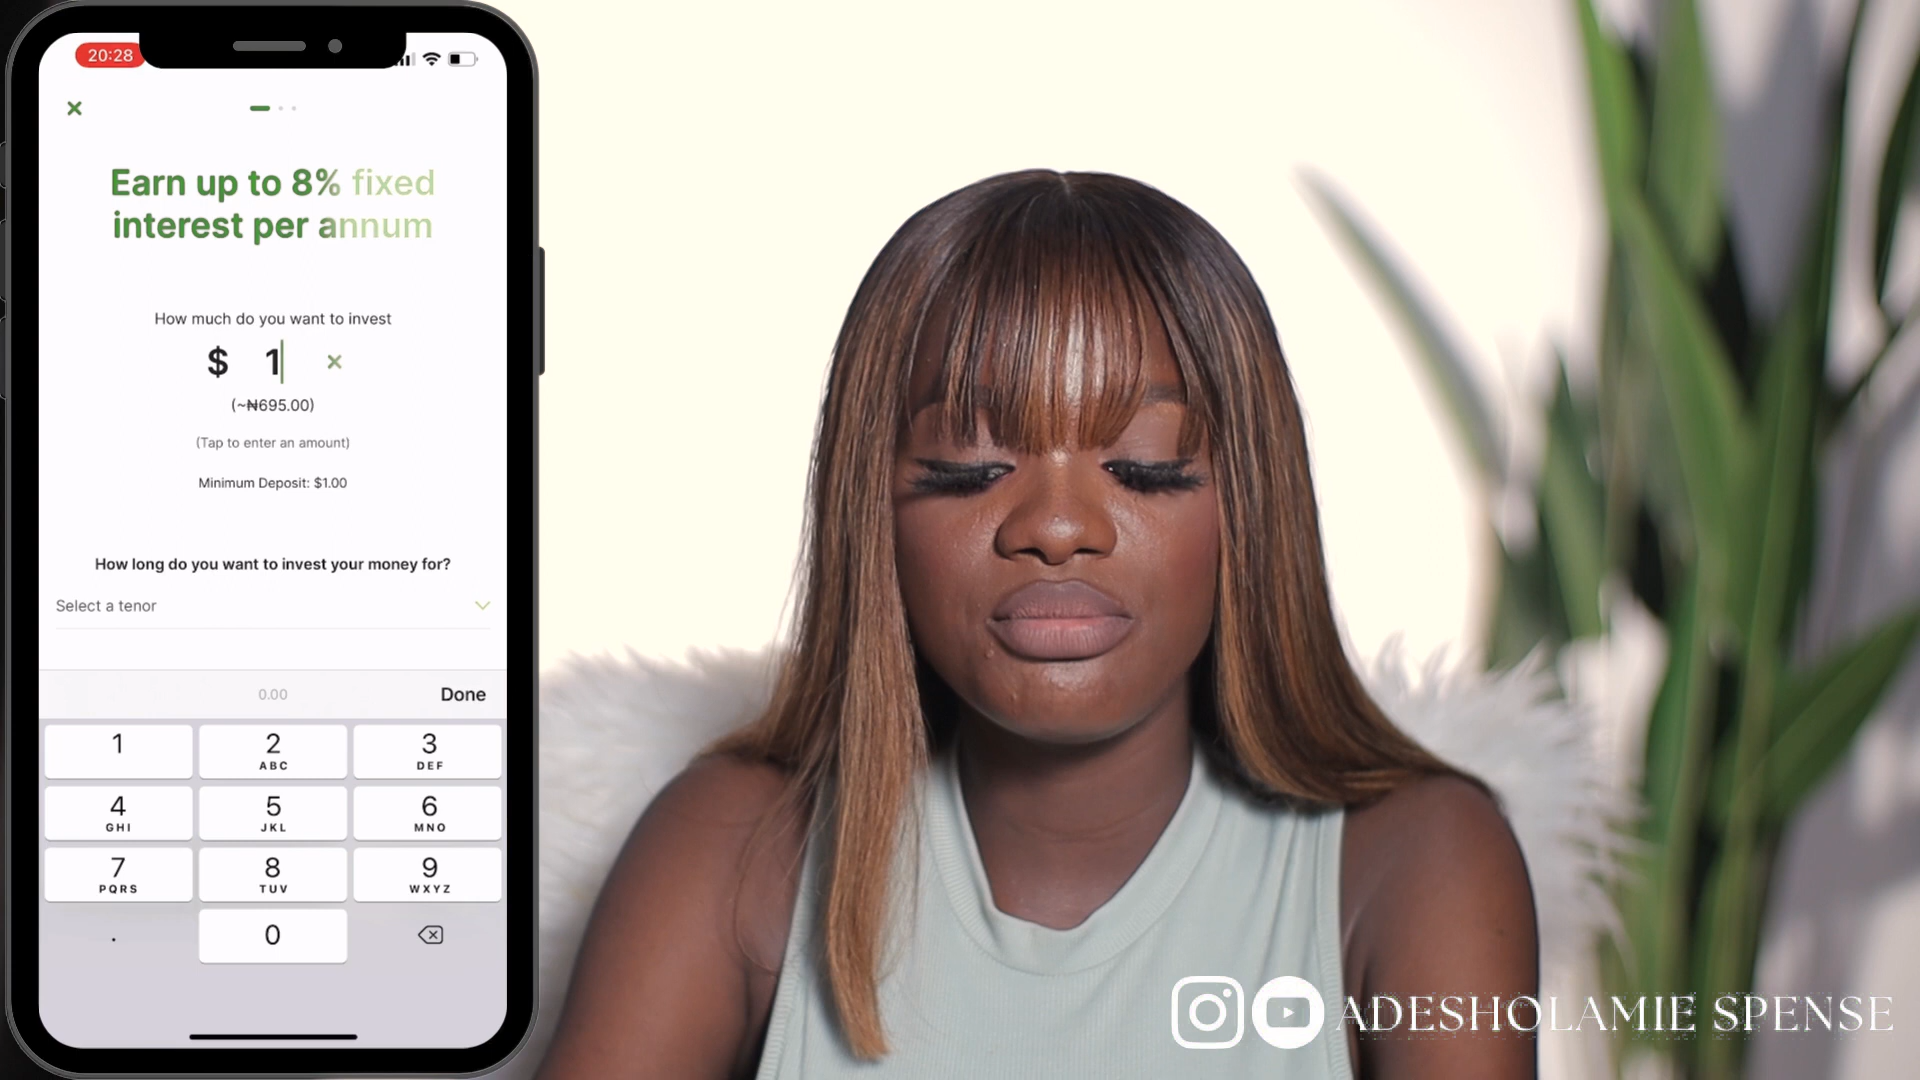 20:28
Earn up to 8% fixed
interest per annum
How much do you want to invest
$ 1
(~₦695.00)
(Tap to enter an amount)
Minimum Deposit: $1.00
How long do you want to invest your money for?
Select a tenor
0.00
Done
1
2
ABC
3
DEF
4
GHI
5
JKL
6
MNO
7
PQRS
8
TUV
9
WXYZ
.
0
ADESHOLAMIE SPENSE